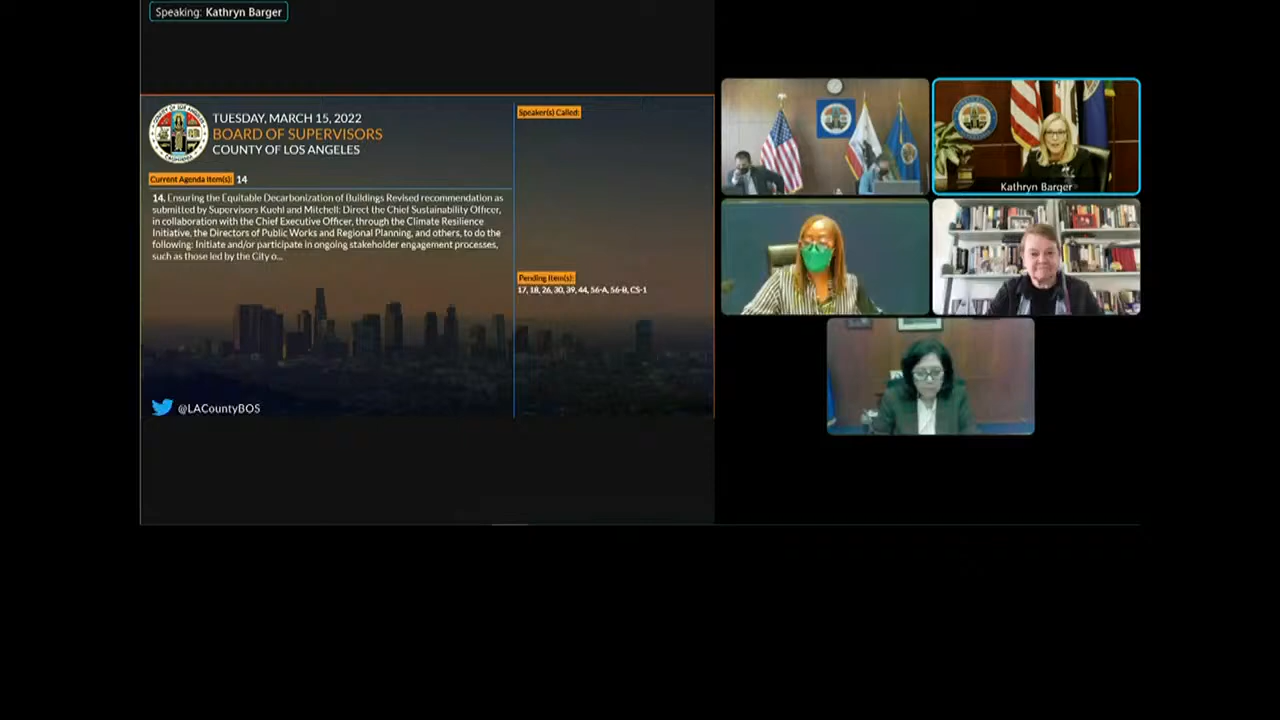 Speaking: Kathryn Barger
TUESDAY, MARCH 15, 2022
BOARD OF SUPERVISORS
COUNTY OF LOS ANGELES
Current Agenda Item(s): 14
14. Ensuring the Equitable Decarbonization of Buildings Revised recommendation as
submitted by Supervisors Kuehl and Mitchell: Direct the Chief Sustainability Officer,
in collaboration with the Chief Executive Officer, through the Climate Resilience
Initiative, the Directors of Public Works and Regional Planning, and others, to do the
following: Initiate and/or participate in ongoing stakeholder engagement processes,
such as those led by the City o...
@LACountyBOS
Speaker(s) Called:
Pending Item(s):
17, 18, 26, 30, 39, 44, 56-A, 56-B, CS-1
Kathryn Barger